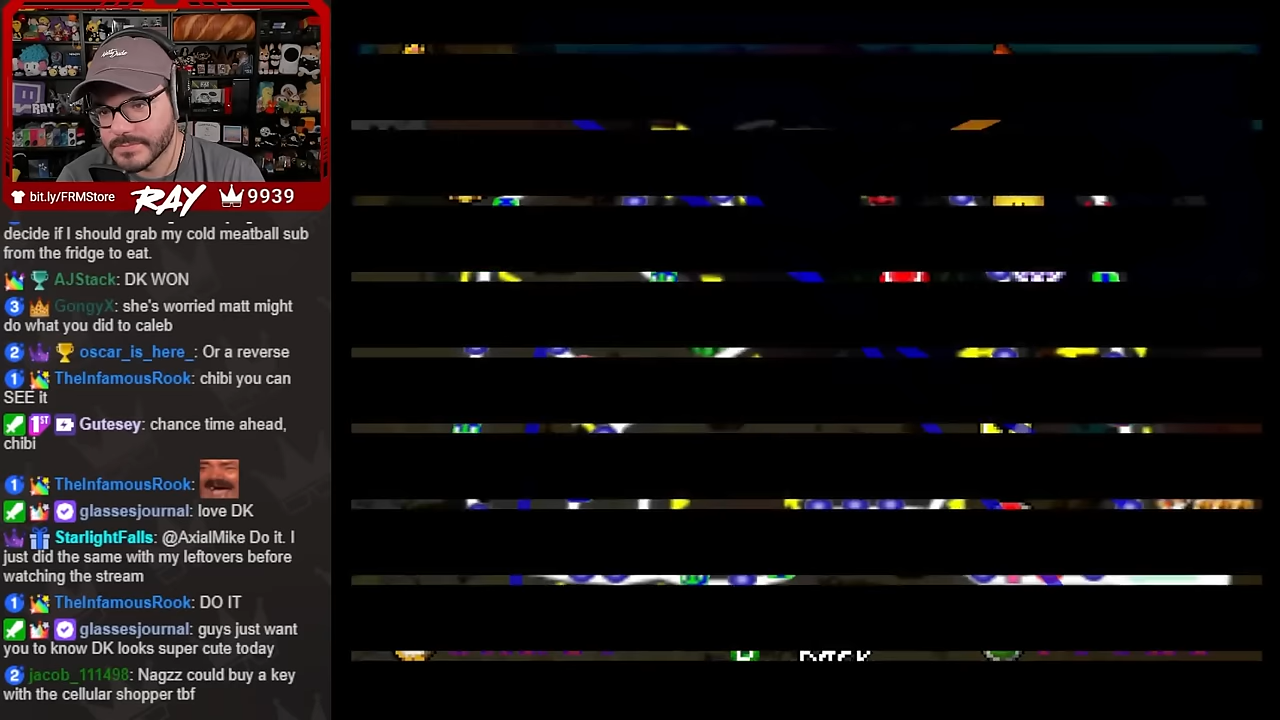 bit.ly/FRMStore
RAY
9939
decide if I should grab my cold meatball sub
from the fridge to eat.
AJStack: DK WON
3 GongyX: she's worried matt might
do what you did to caleb
2 oscar_is_here_: Or a reverse
1 TheInfamousRook: chibi you can
SEE it
1ST Gutesey: chance time ahead,
chibi
1 TheInfamousRook:
glassesjournal: love DK
StarlightFalls: @AxialMike Do it. I
just did the same with my leftovers before
watching the stream
1 TheInfamousRook: DO IT
glassesjournal: guys just want
you to know DK looks super cute today
2 jacob_111498: Nagzz could buy a key
with the cellular shopper tbf